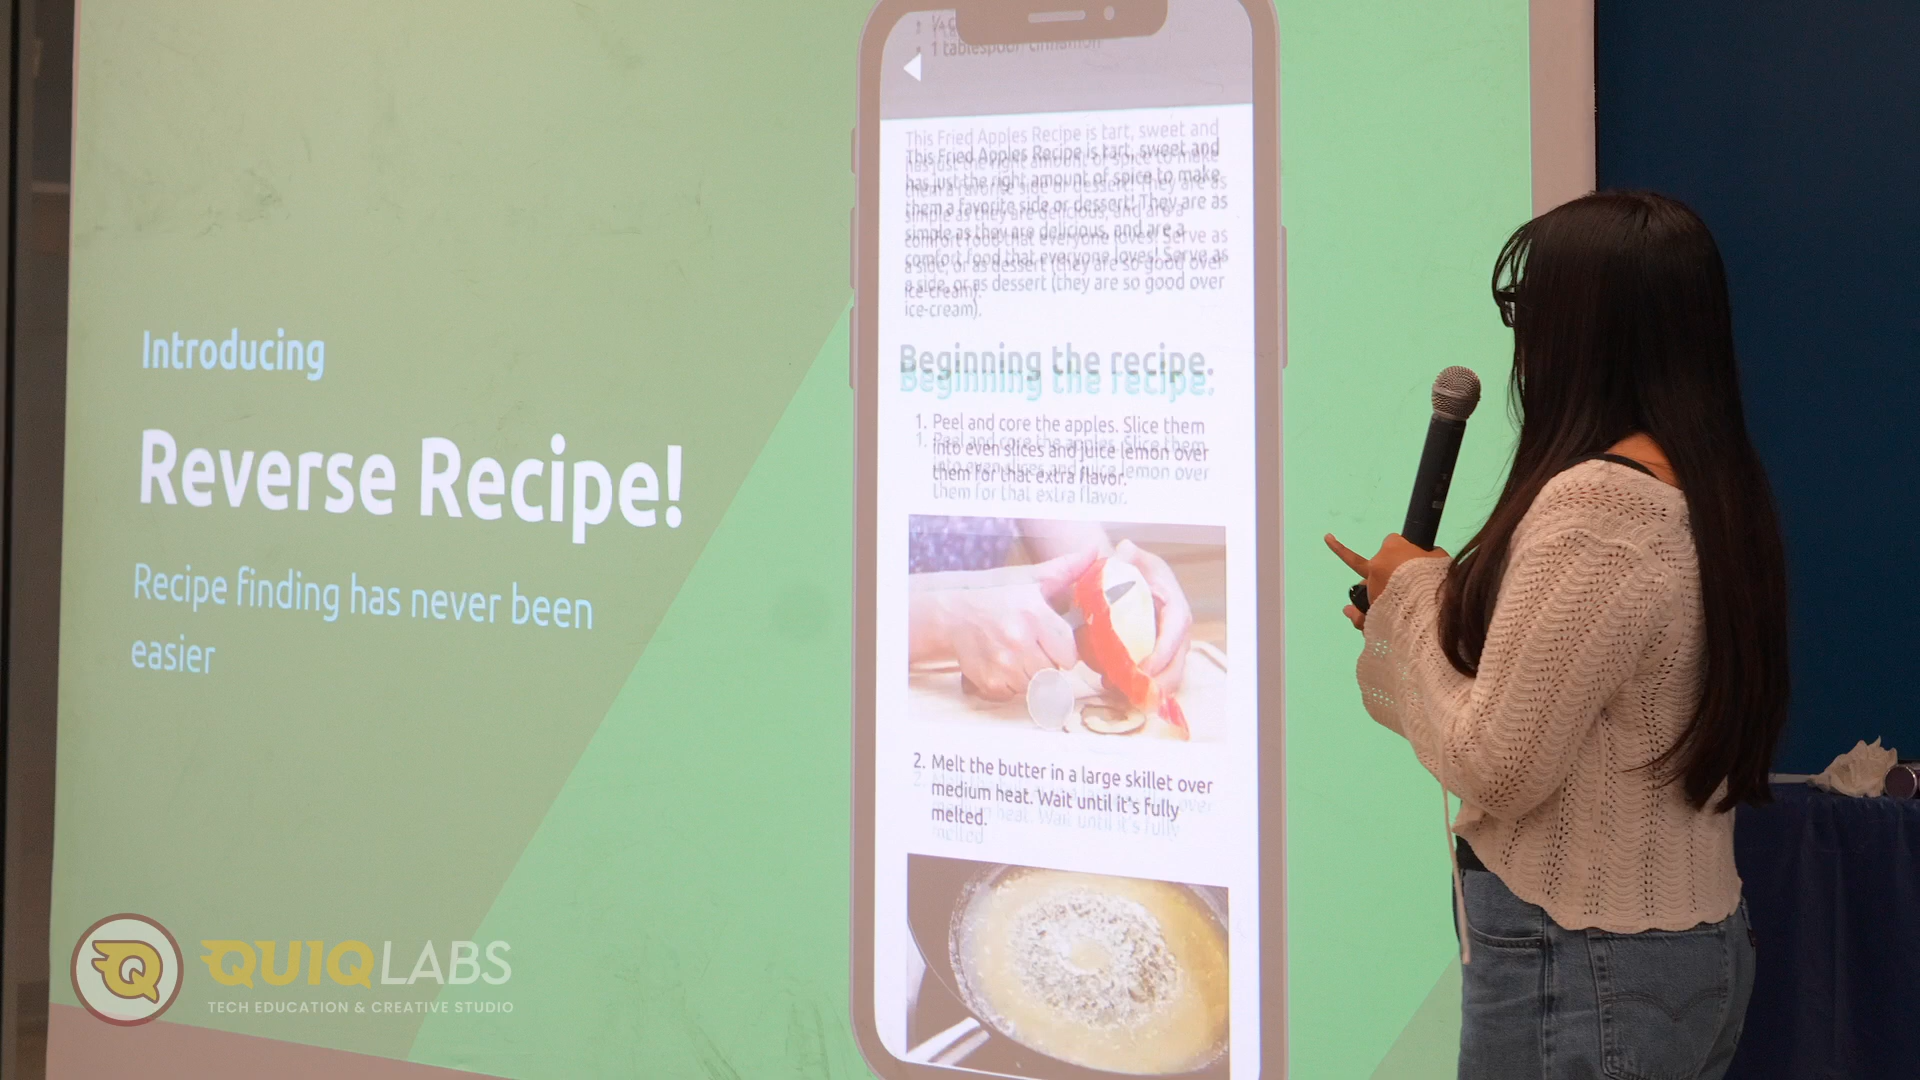 Introducing
Reverse Recipe!
Recipe finding has never been
easier
1 tablespoon cinnamon
This Fried Apples Recipe is tart, sweet and
has just the right amount of spice to make
them a favorite side or dessert! They are as
simple as they are delicious, and are a
comfort food that everyone loves! Serve as
a side, or as dessert (they are so good over
ice-cream).
Beginning the recipe.
1. Peel and core the apples. Slice them
into even slices and juice lemon over
them for that extra flavor.
2. Melt the butter in a large skillet over
medium heat. Wait until it's fully
melted.
QUIQLABS
TECH EDUCATION & CREATIVE STUDIO